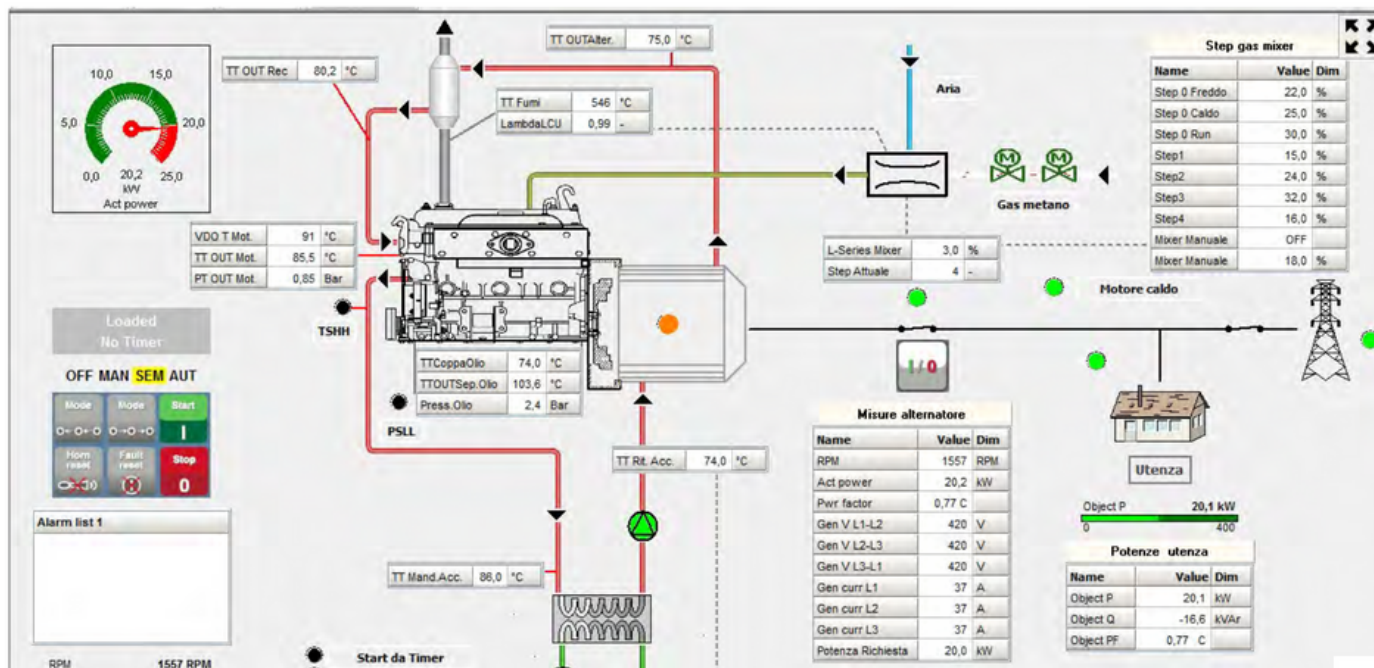 10,0 15,0
5,0 20,0
0,0 25,0
20,2
kW
Act power
TT OUT Rec 80,2 °C
TT OUTAlter. 75,0 °C
TT Fumi 546 °C
LambdaLCU 0,99 -
Aria
Gas metano
M M
Step gas mixer
Name Value Dim
Step 0 Freddo 22,0 %
Step 0 Caldo 25,0 %
Step 0 Run 30,0 %
Step1 15,0 %
Step2 24,0 %
Step3 32,0 %
Step4 16,0 %
Mixer Manuale OFF
Mixer Manuale 18,0 %
VDO T Mot. 91 °C
TT OUT Mot. 85,5 °C
PT OUT Mot. 0,85 Bar
L-Series Mixer 3,0 %
Step Attuale 4 -
Motore caldo
TSHH
Loaded
No Timer
OFF MAN SEM AUT
Mode Mode Start
I
Horn reset Fault reset Stop
0
TTCoppaOlio 74,0 °C
TTOUTSep.Olio 103,6 °C
Press.Olio 2,4 Bar
PSLL
I / 0
TT Rit. Acc. 74,0 °C
Misure alternatore
Name Value Dim
RPM 1557 RPM
Act power 20,2 kW
Pwr factor 0,77 C
Gen V L1-L2 420 V
Gen V L2-L3 420 V
Gen V L3-L1 420 V
Gen curr L1 37 A
Gen curr L2 37 A
Gen curr L3 37 A
Potenza Richiesta 20,0 kW
Utenza
Object P 20,1 kW
0 400
Potenze utenza
Name Value Dim
Object P 20,1 kW
Object Q -16,6 kVAr
Object PF 0,77 C
Alarm list 1
TT Mand.Acc. 86,0 °C
Start da Timer
RPM 1557 RPM